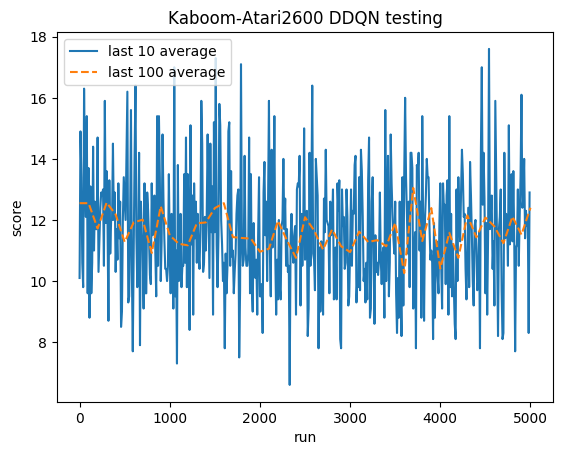 Kaboom-Atari2600 DDQN testing
last 10 average
last 100 average
18
16
14
12
10
8
score
0
1000
2000
3000
4000
5000
run